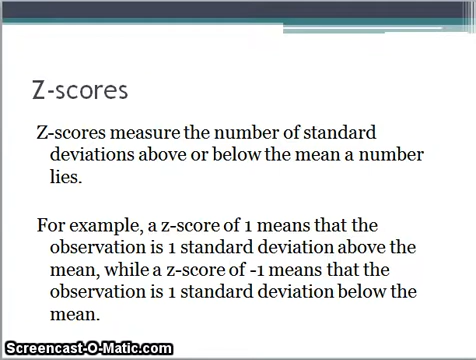 Z-scores
Z-scores measure the number of standard
deviations above or below the mean a number
lies.
For example, a z-score of 1 means that the
observation is 1 standard deviation above the
mean, while a z-score of -1 means that the
observation is 1 standard deviation below the
mean.
Screencast-O-Matic.com